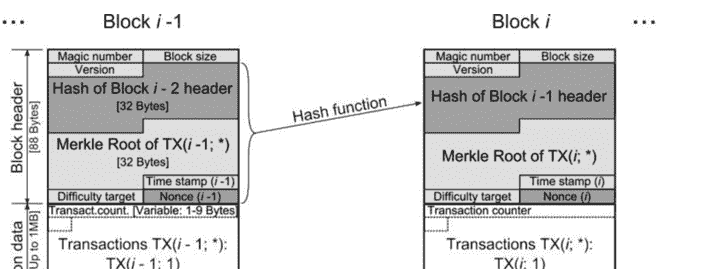 ... Block i -1 Block i ...
Magic number Block size
Version
Hash of Block i - 2 header
[32 Bytes]
Merkle Root of TX(i -1; *)
[32 Bytes]
Time stamp (i -1)
Difficulty target Nonce (i -1)
Transact.count. [Variable: 1-9 Bytes]
Transactions TX(i - 1; *):
TX(i - 1; 1)
Block header
[88 Bytes]
on data
Up to 1MB]
Hash function
Magic number Block size
Version
Hash of Block i -1 header
Merkle Root of TX(i; *)
Time stamp (i)
Difficulty target Nonce (i)
Transaction counter
Transactions TX(i; *):
TX(i; 1)